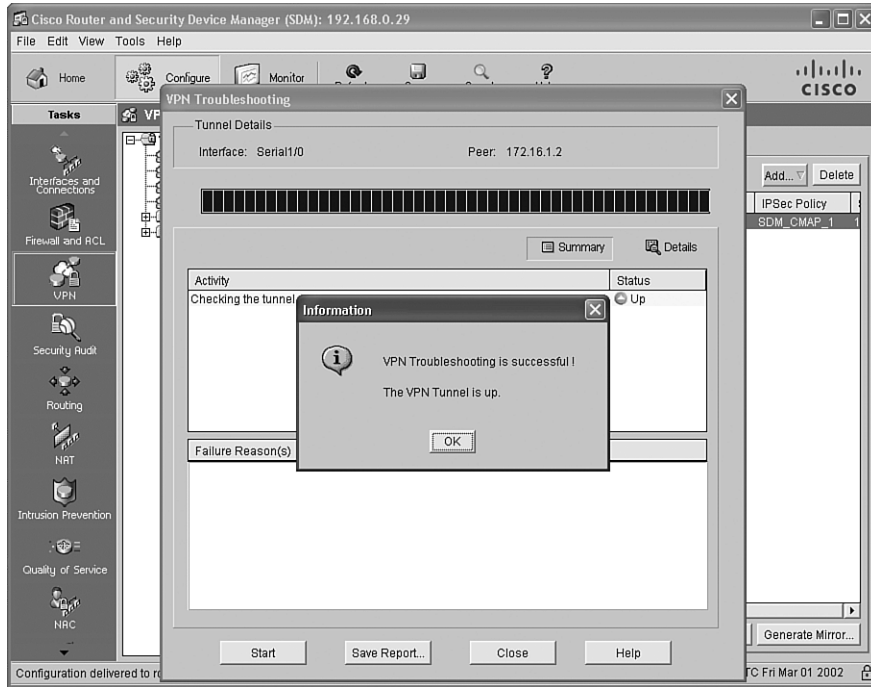 Cisco Router and Security Device Manager (SDM): 192.168.0.29
File Edit View Tools Help
Home Configure Monitor
CISCO
Tasks
VPN Troubleshooting
Tunnel Details
Interface: Serial1/0 Peer: 172.16.1.2
Interfaces and
Connections
Firewall and ACL
VPN
Security Audit
Routing
NAT
Intrusion Prevention
Quality of Service
NAC
Add... Delete
IPSec Policy
SDM_CMAP_1 1
Summary Details
Activity Status
Checking the tunnel Up
Information
VPN Troubleshooting is successful !
The VPN Tunnel is up.
OK
Failure Reason(s)
Generate Mirror...
Start Save Report... Close Help
Configuration delivered to TC Fri Mar 01 2002